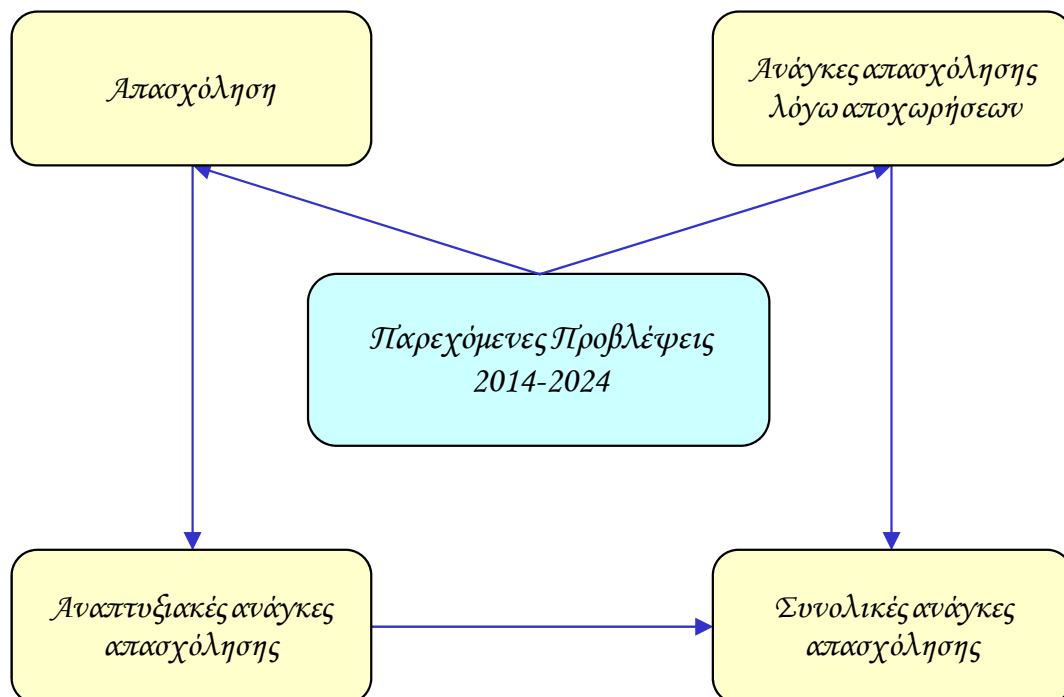 Απασχόληση
Ανάγκες απασχόλησης
λόγω αποχωρήσεων
Παρεχόμενες Προβλέψεις
2014-2024
Αναπτυξιακές ανάγκες
απασχόλησης
Συνολικές ανάγκες
απασχόλησης